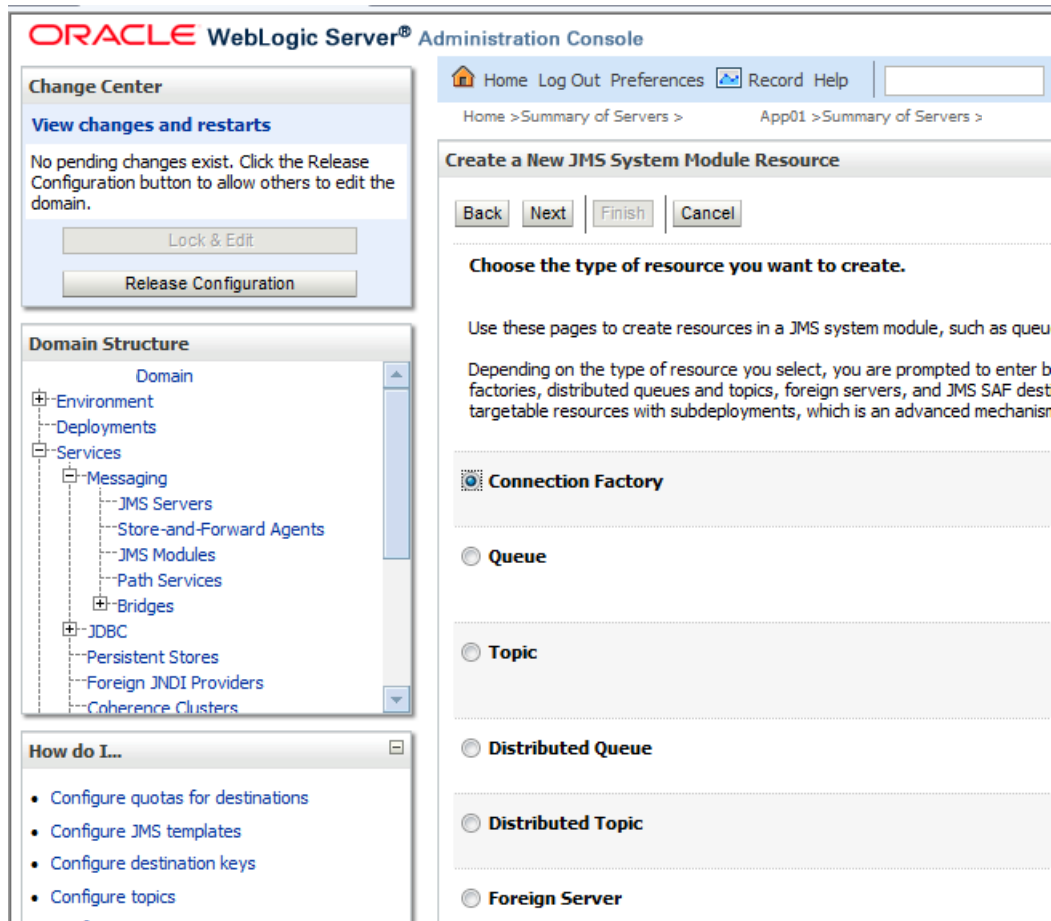 ORACLE WebLogic Server® Administration Console
Change Center
View changes and restarts
No pending changes exist. Click the Release
Configuration button to allow others to edit the
domain.
Lock & Edit
Release Configuration
Domain Structure
Domain
Environment
Deployments
Services
Messaging
JMS Servers
Store-and-Forward Agents
JMS Modules
Path Services
Bridges
JDBC
Persistent Stores
Foreign JNDI Providers
Coherence Clusters
How do I...
Configure quotas for destinations
Configure JMS templates
Configure destination keys
Configure topics
Home Log Out Preferences Record Help
Home >Summary of Servers > App01 >Summary of Servers >
Create a New JMS System Module Resource
Back Next Finish Cancel
Choose the type of resource you want to create.
Use these pages to create resources in a JMS system module, such as
Depending on the type of resource you select, you are prompted to enter
factories, distributed queues and topics, foreign servers, and JMS SAF
targetable resources with subdeployments, which is an advanced
Connection Factory
Queue
Topic
Distributed Queue
Distributed Topic
Foreign Server